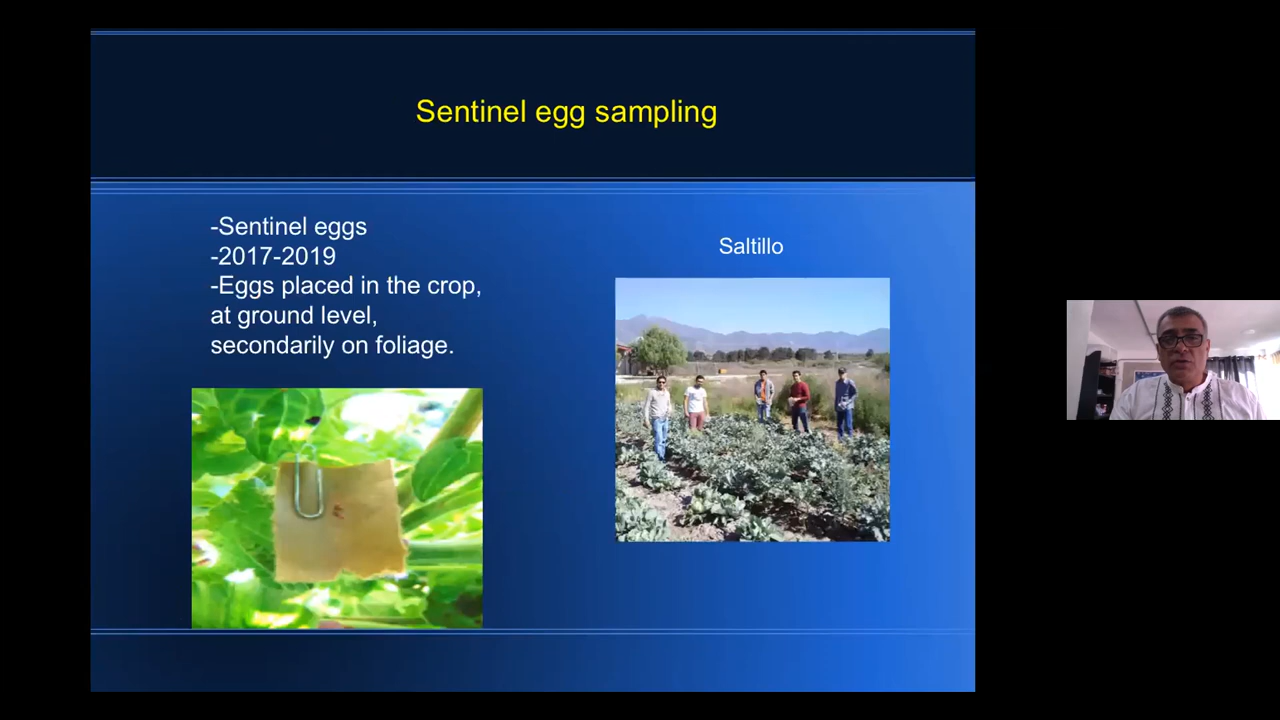 Sentinel egg sampling
-Sentinel eggs
-2017-2019
-Eggs placed in the crop,
at ground level,
secondarily on foliage.
Saltillo